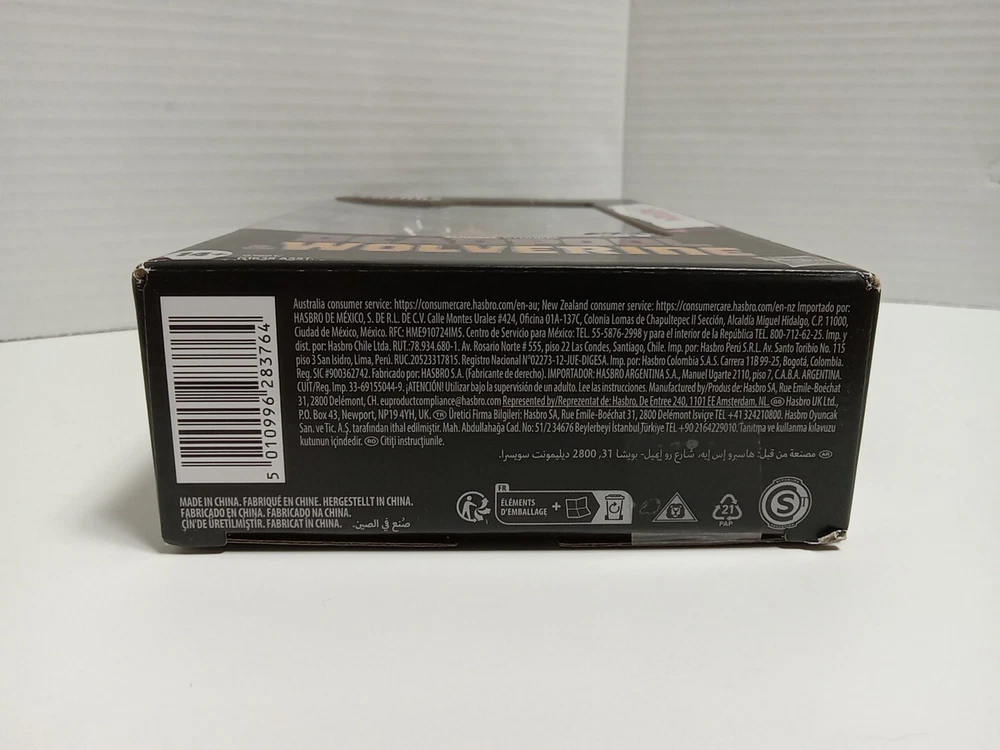 WOLVERINE
14+
5 010996 283764
Australia consumer service: https://consumercare.hasbro.com/en-au; New Zealand consumer service: https://consumercare.hasbro.com/en-nz Importado por:
HASBRO DE MÉXICO, S. DE R.L. DE C.V. Calle Montes Urales #424, Oficina 01A-137C, Colonia Lomas de Chapultepec II Sección, Alcaldía Miguel Hidalgo, C.P. 11000,
Ciudad de México, México. RFC: HME910724IM5. Centro de Servicio para México: TEL. 55-5876-2998 y para el interior de la República TEL. 800-712-62-25. Imp. y
dist. por: Hasbro Chile Ltda. RUT:78.934.680-1. Av. Rosario Norte # 555, piso 22 Las Condes, Santiago, Chile. Imp. por: Hasbro Perú S.R.L. Av. Santo Toribio No. 115
piso 3 San Isidro, Lima, Perú. RUC.20523317815. Registro Nacional N°02273-12-JUE-DIGESA. Imp. por: Hasbro Colombia S.A.S. Carrera 11B 99-25, Bogotá, Colombia.
Reg. SIC #900362742. Fabricado por: HASBRO S.A. (Fabricante de derecho). IMPORTADOR: HASBRO ARGENTINA S.A., Manuel Ugarte 2110, piso 7, C.A.B.A. ARGENTINA.
CUIT/Reg. Imp. 33-69155044-9. ¡ATENCIÓN! Utilizar bajo la supervisión de un adulto. Lee las instrucciones. Manufactured by/Produs de: Hasbro SA, Rue Emile-Boéchat
31, 2800 Delémont, CH. euproductcompliance@hasbro.com Represented by/Reprezentat de: Hasbro, De Entree 240, 1101 EE Amsterdam, NL. GB Hasbro UK Ltd.,
P.O. Box 43, Newport, NP19 4YH, UK. TR Üretici Firma Bilgileri: Hasbro SA, Rue Emile-Boéchat 31, 2800 Delémont İsviçre TEL +41 324210800. Hasbro Oyuncak
San. ve Tic. A.Ş. tarafından ithal edilmiştir. Mah. Abdullahağa Cad. No: 51/2 34676 Beylerbeyi İstanbul, Türkiye TEL +90 2164229010. Tanıtma ve kullanma kılavuzu
kutunun içindedir. RO Citiți instrucțiunile.
AR مصنعة من قبل: هاسبرو إس إيه، شارع رو إيميل- بويشا 31, 2800 ديليمونت سويسرا.
MADE IN CHINA. FABRIQUÉ EN CHINE. HERGESTELLT IN CHINA.
FABRICADO EN CHINA. FABRICADO NA CHINA.
ÇİN'DE ÜRETİLMİŞTİR. FABRICAT ÎN CHINA. صُنع في الصين.
FR
ÉLÉMENTS
D'EMBALLAGE +
21
PAP
S